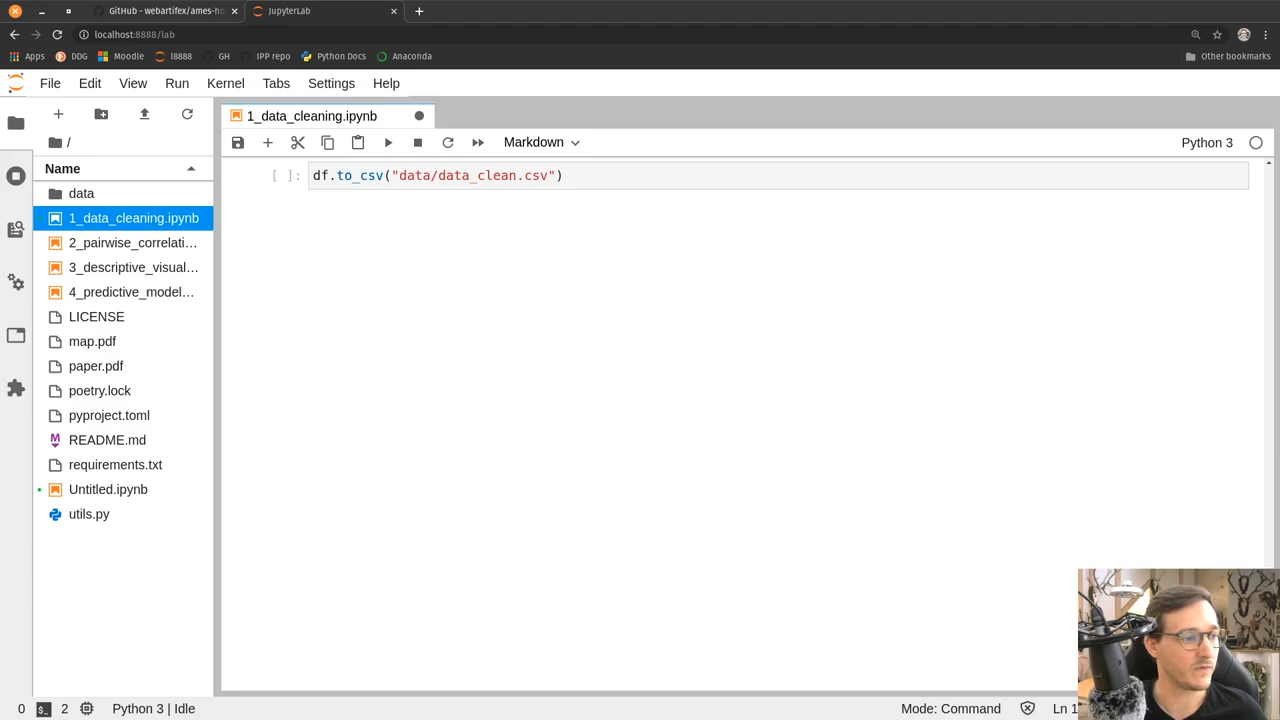 GitHub - webartifex/ames-ho
JupyterLab
localhost:8888/lab
Apps DDG Moodle l8888 GH IPP repo Python Docs Anaconda Other bookmarks
File Edit View Run Kernel Tabs Settings Help
1_data_cleaning.ipynb
/
Markdown
Python 3
Name
[ ]: df.to_csv("data/data_clean.csv")
data
1_data_cleaning.ipynb
2_pairwise_correlati…
3_descriptive_visual…
4_predictive_model…
LICENSE
map.pdf
paper.pdf
poetry.lock
pyproject.toml
M README.md
requirements.txt
Untitled.ipynb
utils.py
0 $_ 2 Python 3 | Idle Mode: Command Ln 1